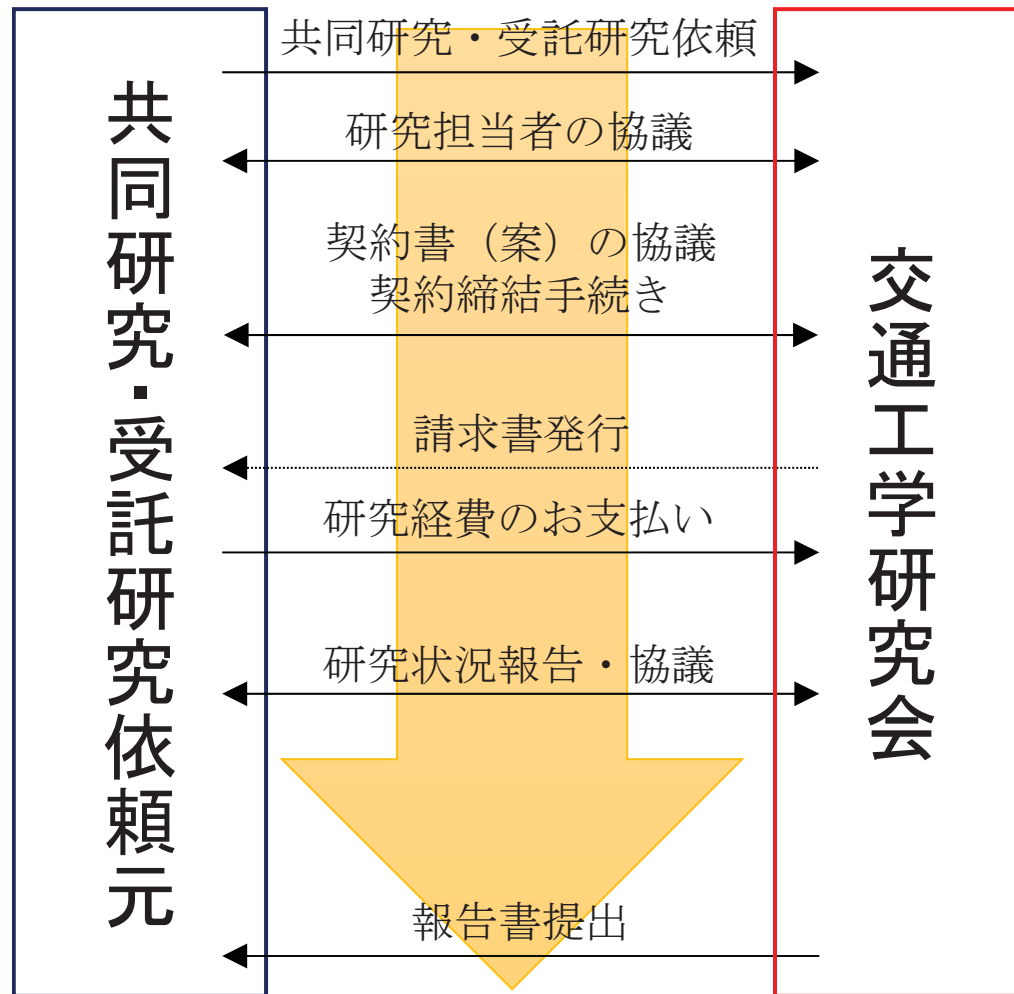 共同研究・受託研究依頼元
共同研究・受託研究依頼
研究担当者の協議
契約書（案）の協議
契約締結手続き
請求書発行
研究経費のお支払い
研究状況報告・協議
報告書提出
交通工学研究会